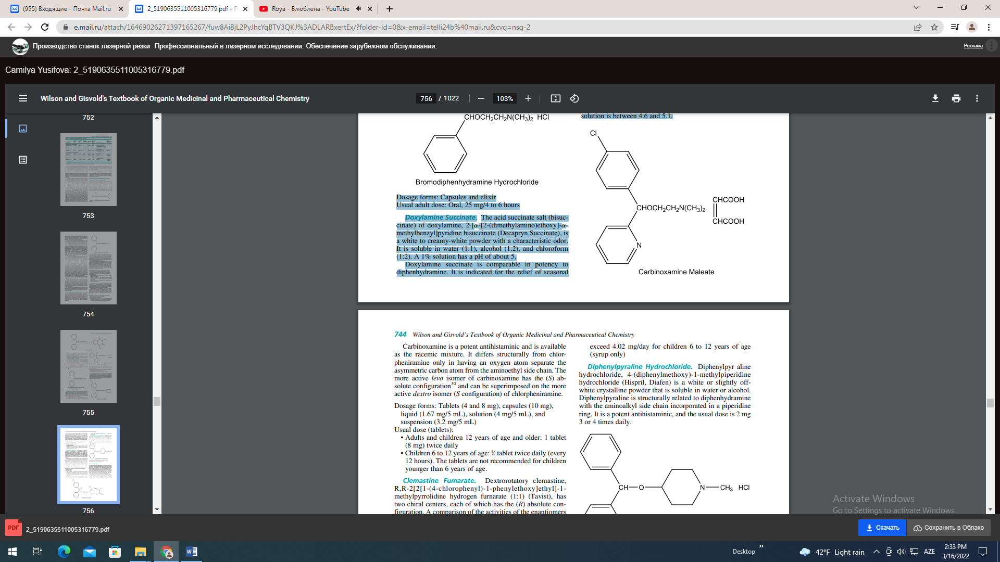 (955) Входящие - Почта Mail.ru
2_5190635511005316779.pdf - П
Röya - Влюблена - YouTube
e.mail.ru/attach/16469026271397165267/fuw8Ai8jL2PyJhcYqBTV3QKJ%3ADLARBxertEx/?folder-id=0&x-email=telli24b%40mail.ru&cvg=nsg-2
Производство станок лазерной резки Профессиональный в лазерном исследовании. Обеспечение зарубежном обслуживании.
Реклама
Camilya Yusifova: 2_5190635511005316779.pdf
Wilson and Gisvold's Textbook of Organic Medicinal and Pharmaceutical Chemistry
756 / 1022
103%
752
753
754
755
756
CHOCH2CH2N(CH3)2 HCl
Bromodiphenhydramine Hydrochloride
Dosage forms: Capsules and elixir
Usual adult dose: Oral, 25 mg/4 to 6 hours
Doxylamine Succinate. The acid succinate salt (bisuc-
cinate) of doxylamine, 2-[α-[2-(dimethylamino)ethoxy]-α-
methylbenzyl]pyridine bisuccinate (Decapryn Succinate), is
a white to creamy-white powder with a characteristic odor.
It is soluble in water (1:1), alcohol (1:2), and chloroform
(1:2). A 1% solution has a pH of about 5.
Doxylamine succinate is comparable in potency to
diphenhydramine. It is indicated for the relief of seasonal
solution is between 4.6 and 5.1.
Cl
CHOCH2CH2N(CH3)2
CHCOOH
CHCOOH
N
Carbinoxamine Maleate
744 Wilson and Gisvold's Textbook of Organic Medicinal and Pharmaceutical Chemistry
Carbinoxamine is a potent antihistaminic and is available
as the racemic mixture. It differs structurally from chlor-
pheniramine only in having an oxygen atom separate the
asymmetric carbon atom from the aminoethyl side chain. The
more active levo isomer of carbinoxamine has the (S) ab-
solute configuration30 and can be superimposed on the more
active dextro isomer (S configuration) of chlorpheniramine.
Dosage forms: Tablets (4 and 8 mg), capsules (10 mg),
liquid (1.67 mg/5 mL), solution (4 mg/5 mL), and
suspension (3.2 mg/5 mL)
Usual dose (tablets):
• Adults and children 12 years of age and older: 1 tablet
(8 mg) twice daily
• Children 6 to 12 years of age: ½ tablet twice daily (every
12 hours). The tablets are not recommended for children
younger than 6 years of age.
Clemastine Fumarate. Dextrorotatory clemastine,
R,R-2[2[1-(4-chlorophenyl)-1-phenylethoxy]ethyl]-1-
methylpyrrolidine hydrogen furnarate (1:1) (Tavist), has
two chiral centers, each of which has the (R) absolute con-
figuration. A comparison of the activities of the enantiomers
exceed 4.02 mg/day for children 6 to 12 years of age
(syrup only)
Diphenylpyraline Hydrochloride. Diphenylpyr aline
hydrochloride, 4-(diphenylmethoxy)-1-methylpiperidine
hydrochloride (Hispril, Diafen) is a white or slightly off-
white crystalline powder that is soluble in water or alcohol.
Diphenylpyraline is structurally related to diphenhydramine
with the aminoalkyl side chain incorporated in a piperidine
ring. It is a potent antihistaminic, and the usual dose is 2 mg
3 or 4 times daily.
CH—O N—CH3 HCl
Activate Windows
Go to Settings to activate Windows.
PDF
2_5190635511005316779.pdf
Скачать
Сохранить в Облако
Desktop
42°F Light rain
AZE
2:33 PM
3/16/2022